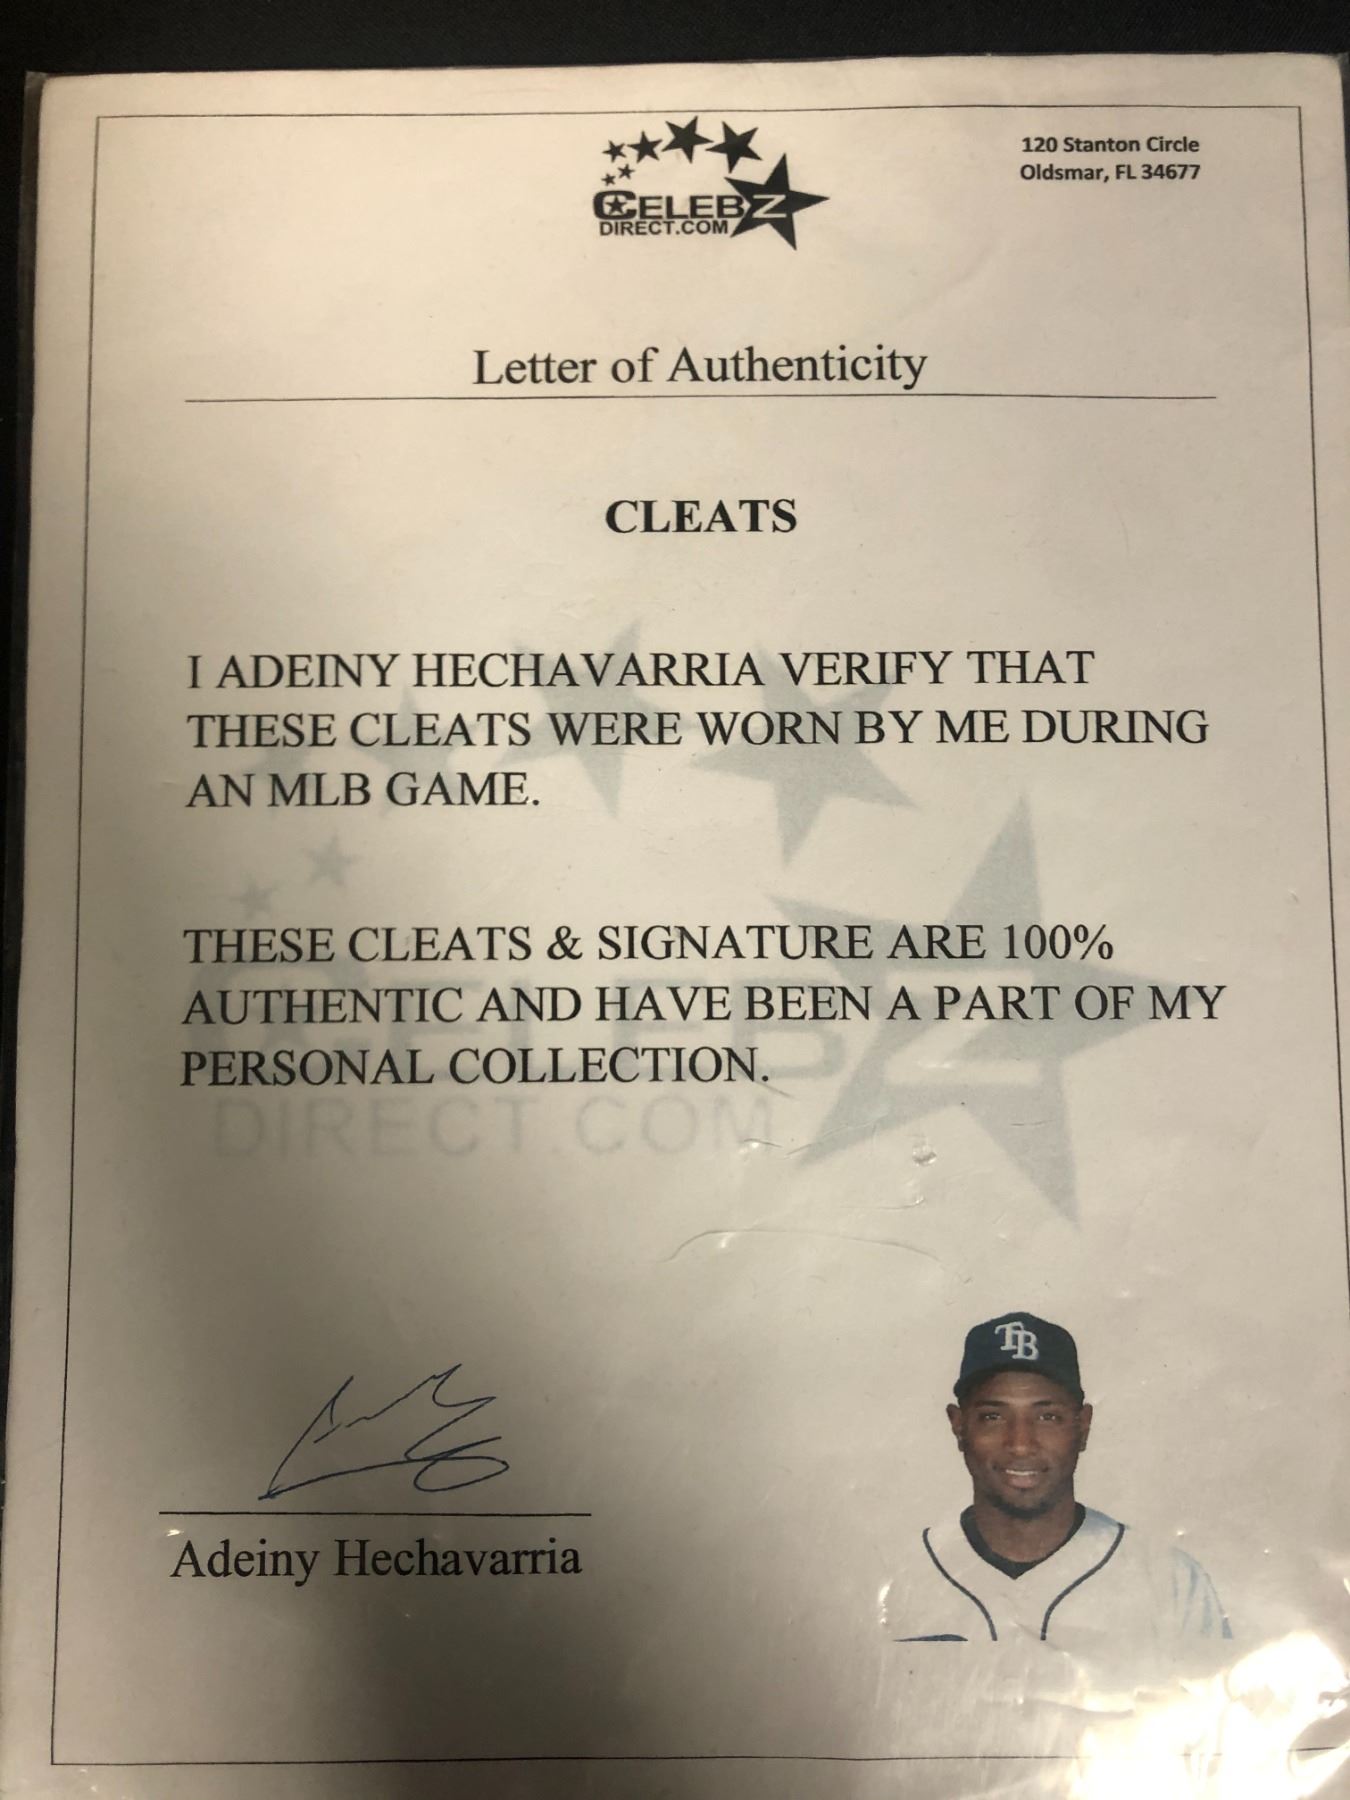 CELEBZ
DIRECT.COM
120 Stanton Circle
Oldsmar, FL 34677
Letter of Authenticity
CLEATS
I ADEINY HECHAVARRIA VERIFY THAT
THESE CLEATS WERE WORN BY ME DURING
AN MLB GAME.
THESE CLEATS & SIGNATURE ARE 100%
AUTHENTIC AND HAVE BEEN A PART OF MY
PERSONAL COLLECTION.
DIRECT.COM
Adeiny Hechavarria
TB